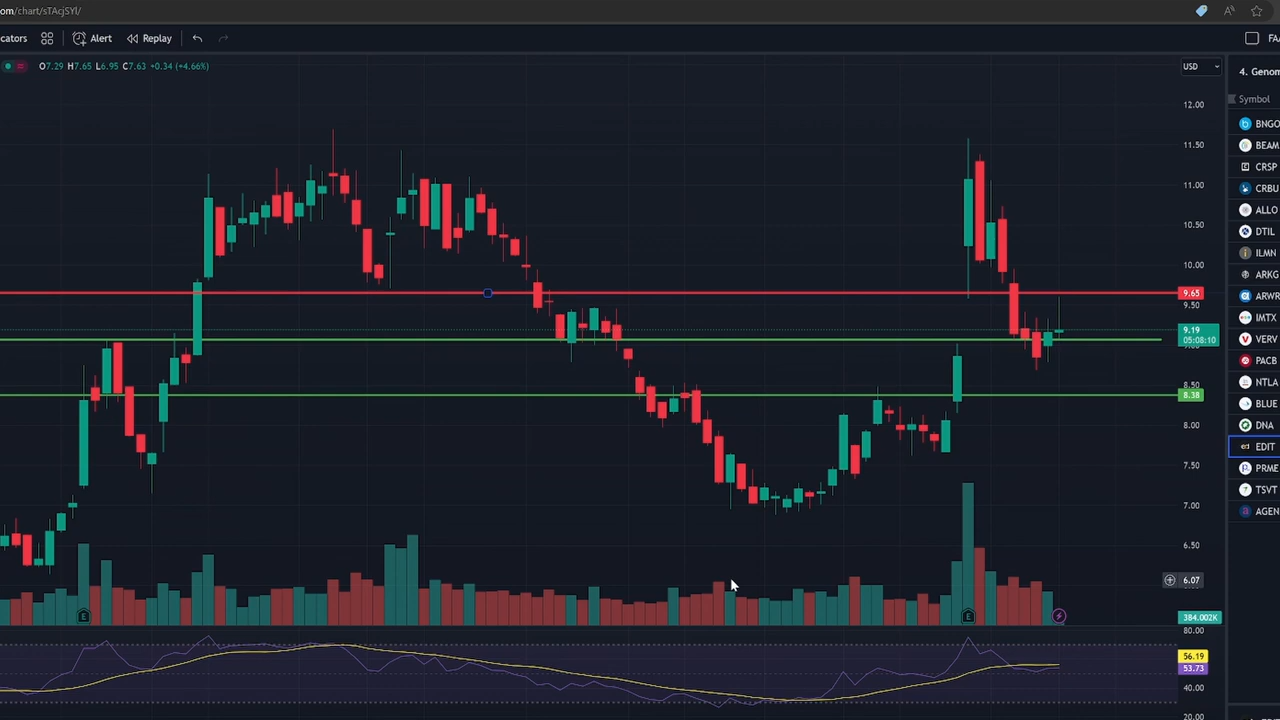 om/chart/sTAcjSYl/
cators Alert Replay FA
O7.29 H7.65 L6.95 C7.63 +0.34 (+4.66%)
USD
4. Genom
Symbol
12.00
11.50
11.00
10.50
10.00
9.65
9.50
9.19
05:08:10
8.50
8.38
8.00
7.50
7.00
6.50
6.07
384.002K
80.00
56.19
53.73
40.00
20.00
E
E
BNGO
BEAM
CRSP
CRBU
ALLO
DTIL
ILMN
ARKG
ARWR
IMTX
VERV
PACB
NTLA
BLUE
DNA
EDIT
PRME
TSVT
AGEN